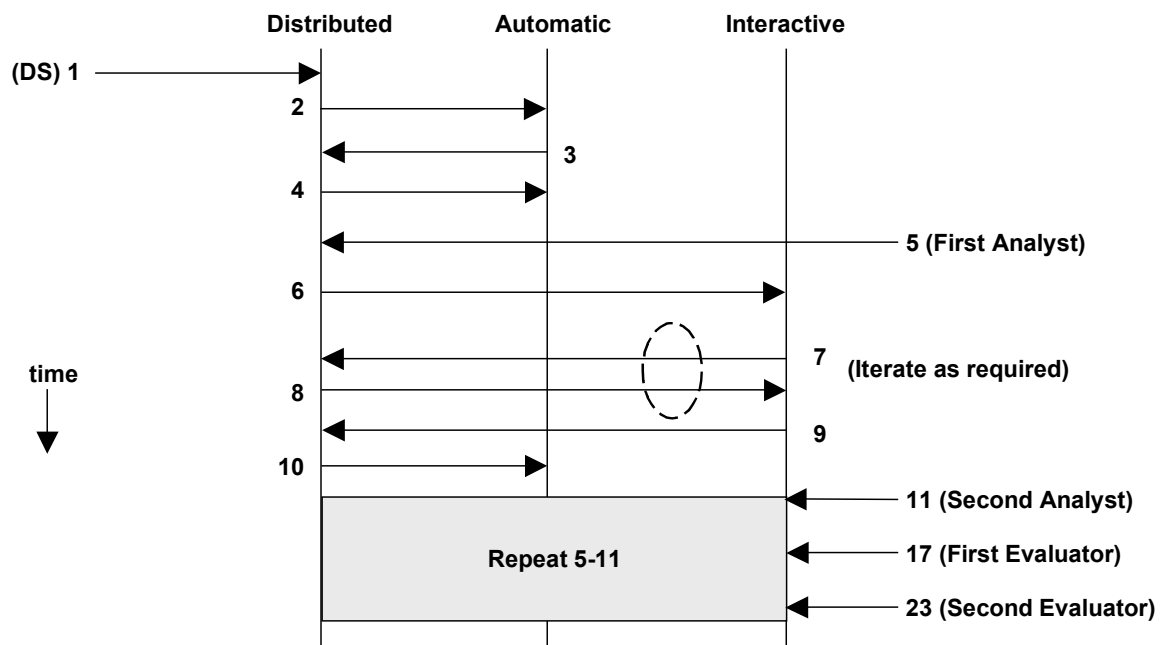 Distributed Automatic Interactive
(DS) 1
2
3
4
5 (First Analyst)
6
7
(Iterate as required)
time
8
9
10
11 (Second Analyst)
Repeat 5-11
17 (First Evaluator)
23 (Second Evaluator)